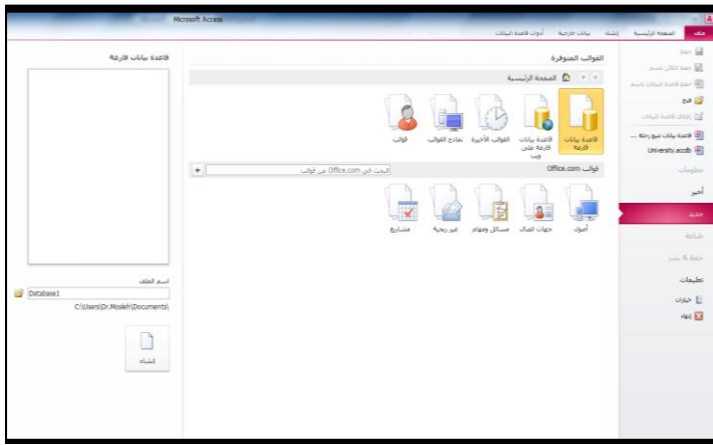 Microsoft Access
ملف الصفحة الرئيسية إنشاء بيانات خارجية أدوات قاعدة البيانات
حفظ
حفظ الكائن باسم
حفظ قاعدة البيانات باسم
فتح
إغلاق قاعدة البيانات
قاعدة بيانات تتبع رحلة ...
University.accdb
معلومات
أخير
جديد
طباعة
حفظ & نشر
تعليمات
خيارات
إنهاء
القوالب المتوفرة
الصفحة الرئيسية
قاعدة بيانات فارغة
قاعدة بيانات فارغة على ويب
القوالب الأخيرة
نماذج القوالب
قوالب
قوالب Office.com
البحث في Office.com عن قوالب
أصول
جهات اتصال
مسائل ومهام
غير ربحية
مشاريع
قاعدة بيانات فارغة
اسم الملف
Database1
C:\Users\Dr.Mosleh\Documents\
إنشاء